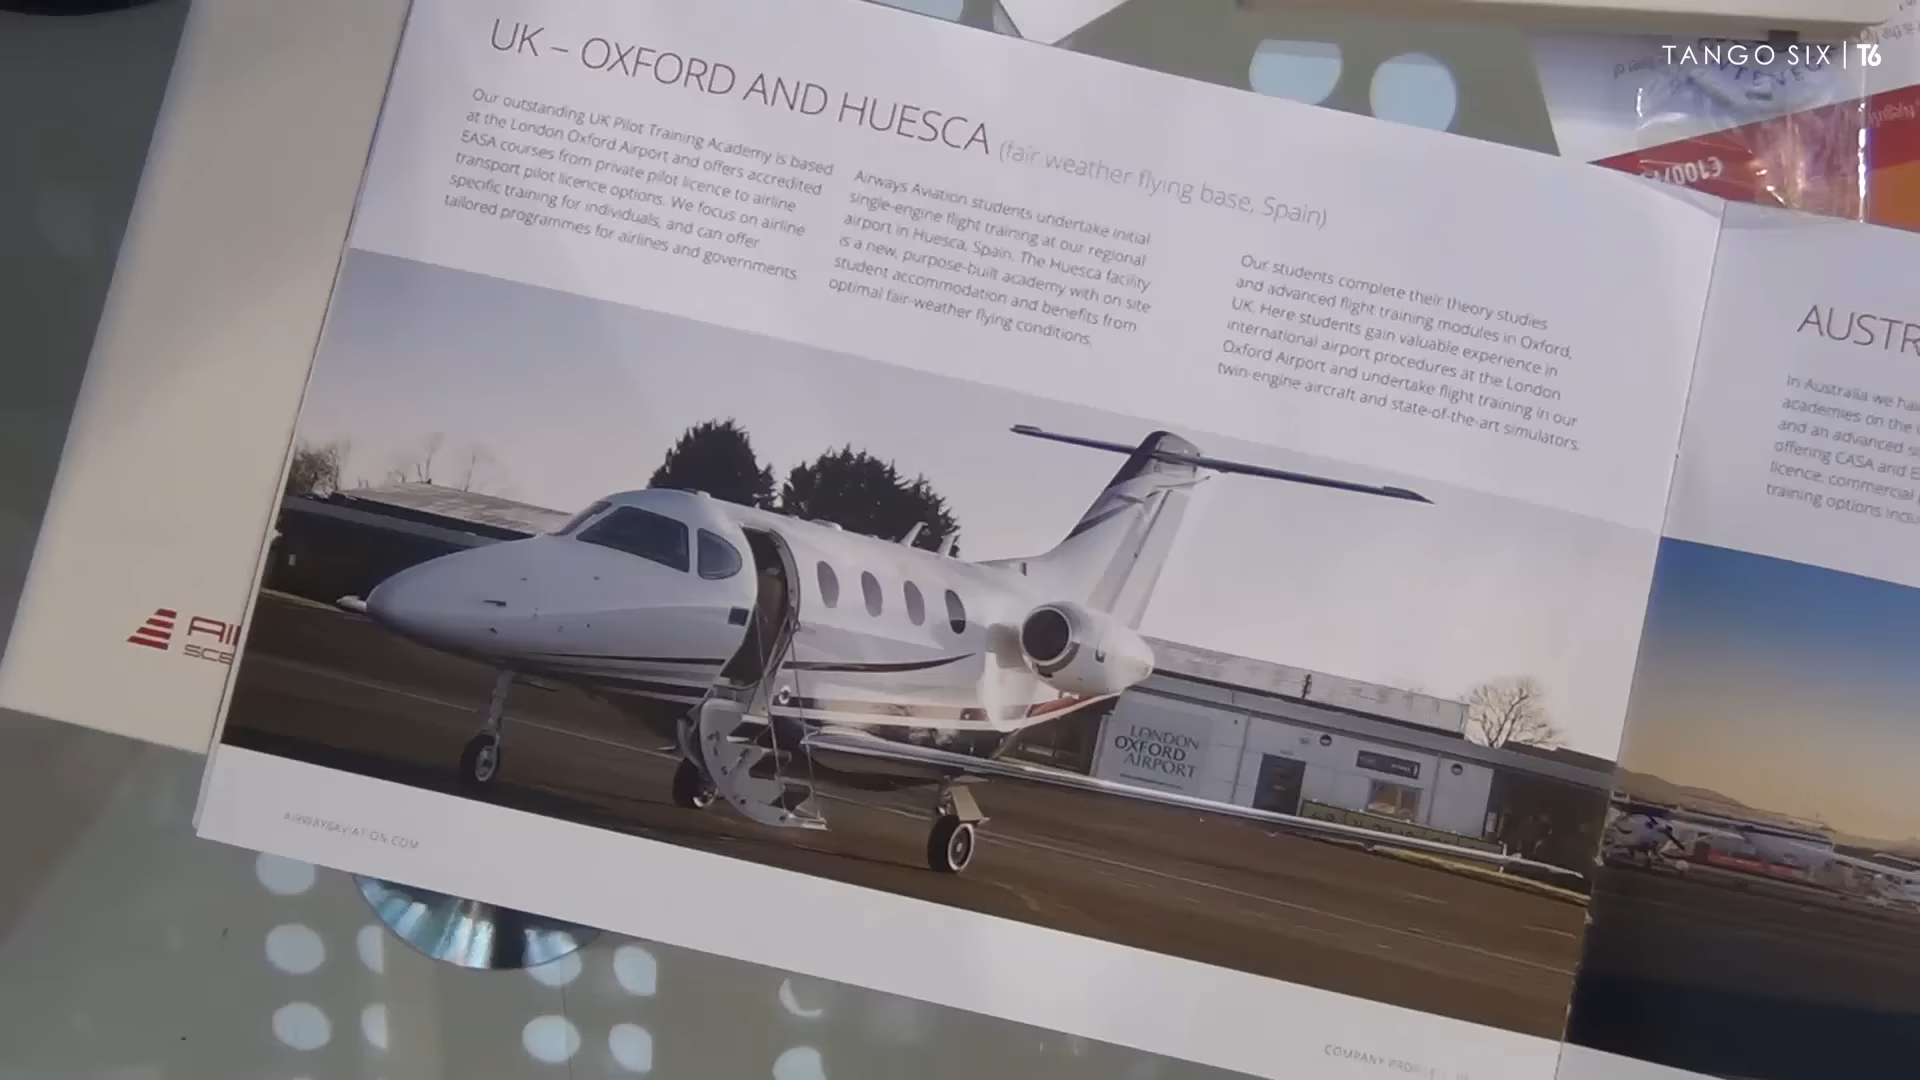 TANGO SIX | T6
UK – OXFORD AND HUESCA (fair weather flying base, Spain)
Our outstanding UK Pilot Training Academy is based
at the London Oxford Airport and offers accredited
EASA courses from private pilot licence to airline
transport pilot licence options. We focus on airline
specific training for individuals, and can offer
tailored programmes for airlines and governments.
Airways Aviation students undertake initial
single-engine flight training at our regional
airport in Huesca, Spain. The Huesca facility
is a new, purpose-built academy with on site
student accommodation and benefits from
optimal fair-weather flying conditions.
Our students complete their theory studies
and advanced flight training modules in Oxford,
UK. Here students gain valuable experience in
international airport procedures at the London
Oxford Airport and undertake flight training in our
twin-engine aircraft and state-of-the-art simulators.
AUSTR
In Australia we ha
academies on the
and an advanced s
offering CASA and E
licence, commercial
training options inclu
LONDON
OXFORD
AIRPORT
AIRWAYSAVIATION.COM
COMPANY PROFILE